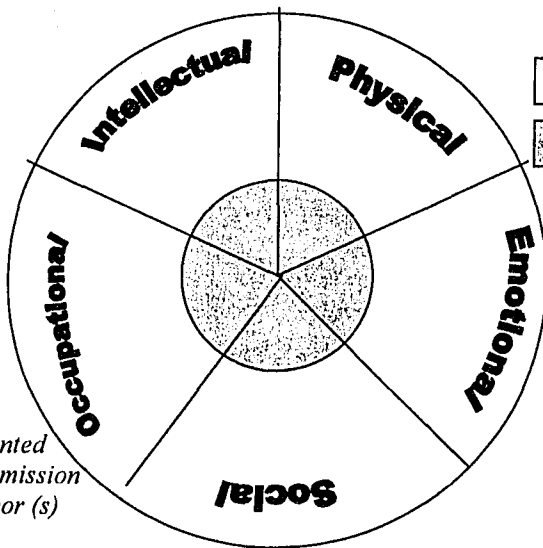 Intellectual
Physical
Emotional
Social
Occupational
nted
mission
or (s)